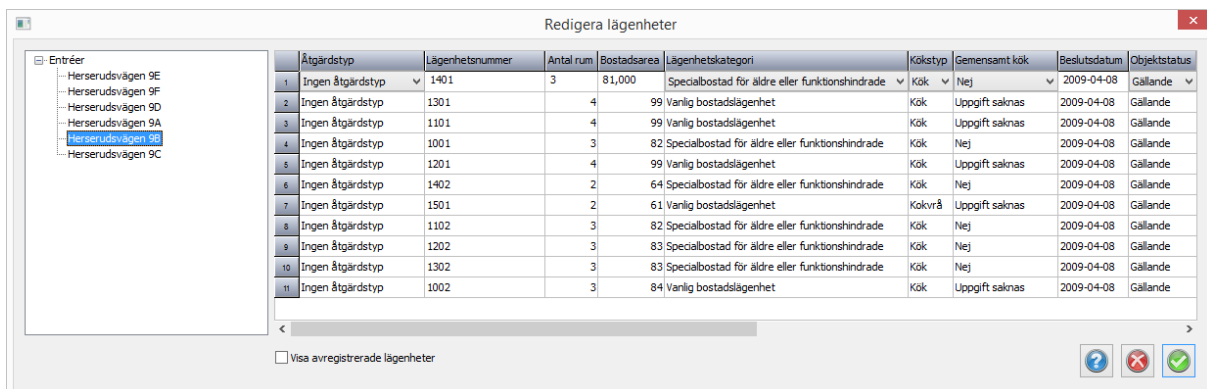 Redigera lägenheter
Entréer
Herserudsvägen 9E
Herserudsvägen 9F
Herserudsvägen 9D
Herserudsvägen 9A
Herserudsvägen 9B
Herserudsvägen 9C
Åtgärdstyp Lägenhetsnummer Antal rum Bostadsarea Lägenhetskategori Kökstyp Gemensamt kök Beslutsdatum Objektstatus
1 Ingen åtgärdstyp 1401 3 81,000 Specialbostad för äldre eller funktionshindrade Kök Nej 2009-04-08 Gällande
2 Ingen åtgärdstyp 1301 4 99 Vanlig bostadslägenhet Kök Uppgift saknas 2009-04-08 Gällande
3 Ingen åtgärdstyp 1101 4 99 Vanlig bostadslägenhet Kök Uppgift saknas 2009-04-08 Gällande
4 Ingen åtgärdstyp 1001 3 82 Specialbostad för äldre eller funktionshindrade Kök Nej 2009-04-08 Gällande
5 Ingen åtgärdstyp 1201 4 99 Vanlig bostadslägenhet Kök Uppgift saknas 2009-04-08 Gällande
6 Ingen åtgärdstyp 1402 2 64 Specialbostad för äldre eller funktionshindrade Kök Nej 2009-04-08 Gällande
7 Ingen åtgärdstyp 1501 2 61 Vanlig bostadslägenhet Kokvrå Uppgift saknas 2009-04-08 Gällande
8 Ingen åtgärdstyp 1102 3 82 Specialbostad för äldre eller funktionshindrade Kök Nej 2009-04-08 Gällande
9 Ingen åtgärdstyp 1202 3 83 Specialbostad för äldre eller funktionshindrade Kök Nej 2009-04-08 Gällande
10 Ingen åtgärdstyp 1302 3 83 Specialbostad för äldre eller funktionshindrade Kök Nej 2009-04-08 Gällande
11 Ingen åtgärdstyp 1002 3 84 Vanlig bostadslägenhet Kök Uppgift saknas 2009-04-08 Gällande
Visa avregistrerade lägenheter